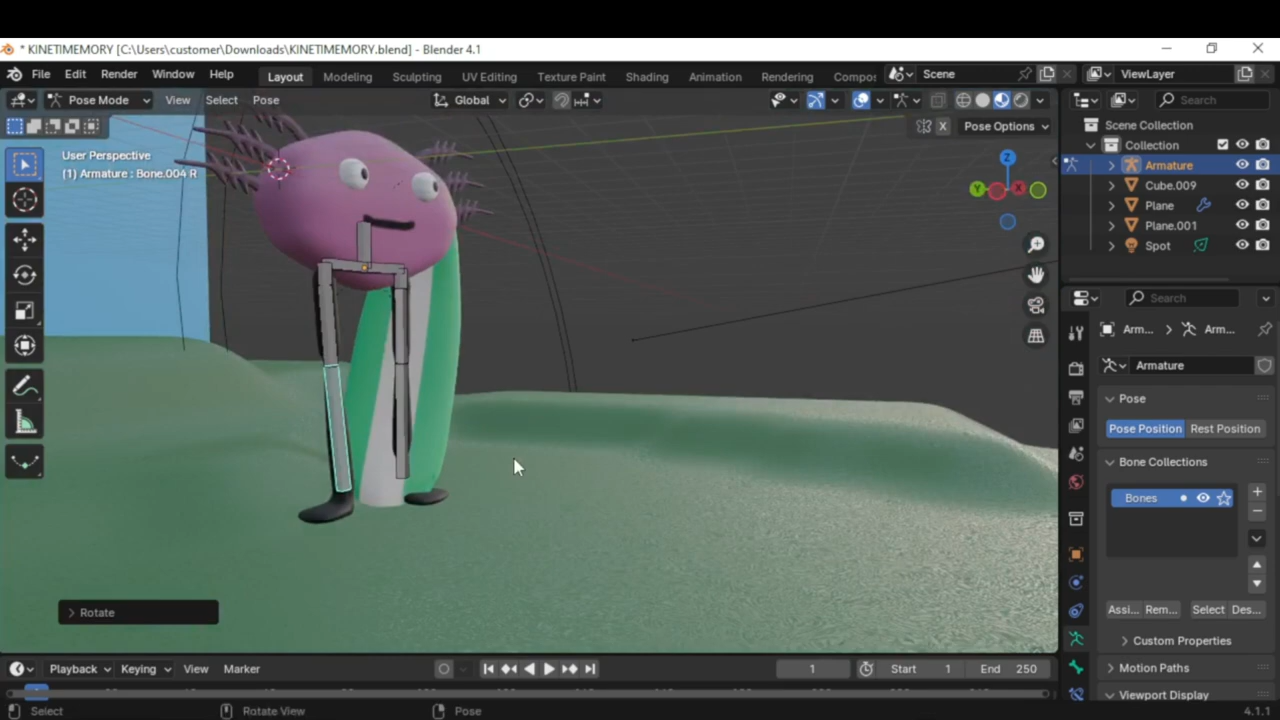 * KINETIMEMORY [C:\Users\customer\Downloads\KINETIMEMORY.blend] - Blender 4.1
File Edit Render Window Help Layout Modeling Sculpting UV Editing Texture Paint Shading Animation Rendering Compos Scene ViewLayer
Pose Mode View Select Pose Global Search
X Pose Options Scene Collection
Collection
User Perspective
(1) Armature : Bone.004 R
Armature
Cube.009
Plane
Plane.001
Spot
Z
Y X
Search
Arm... > Arm...
Armature
Pose
Pose Position Rest Position
Bone Collections
Bones
Assi... Rem... Select Des...
Rotate
Custom Properties
Playback Keying View Marker 1 Start 1 End 250
Motion Paths
Viewport Display
Select Rotate View Pose 4.1.1